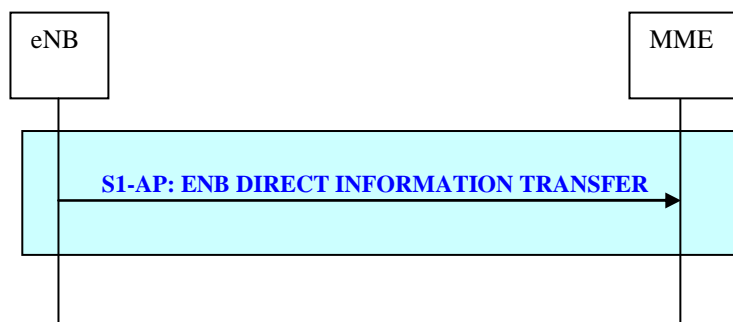 eNB
MME
S1-AP: ENB DIRECT INFORMATION TRANSFER